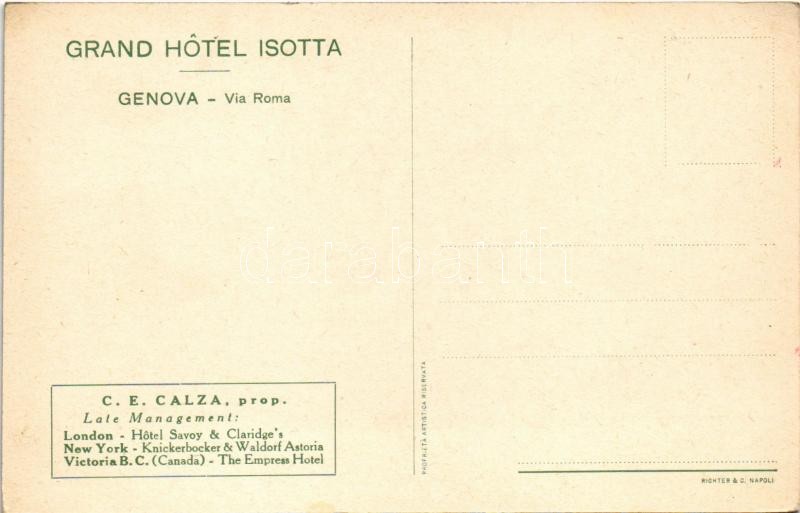 GRAND HÔTEL ISOTTA
GENOVA – Via Roma
C. E. CALZA, prop.
Late Management:
London - Hôtel Savoy & Claridge's
New York - Knickerbocker & Waldorf Astoria
Victoria B. C. (Canada) - The Empress Hotel
PROPRIETÀ ARTISTICA RISERVATA
RICHTER & C. NAPOLI
darabanth